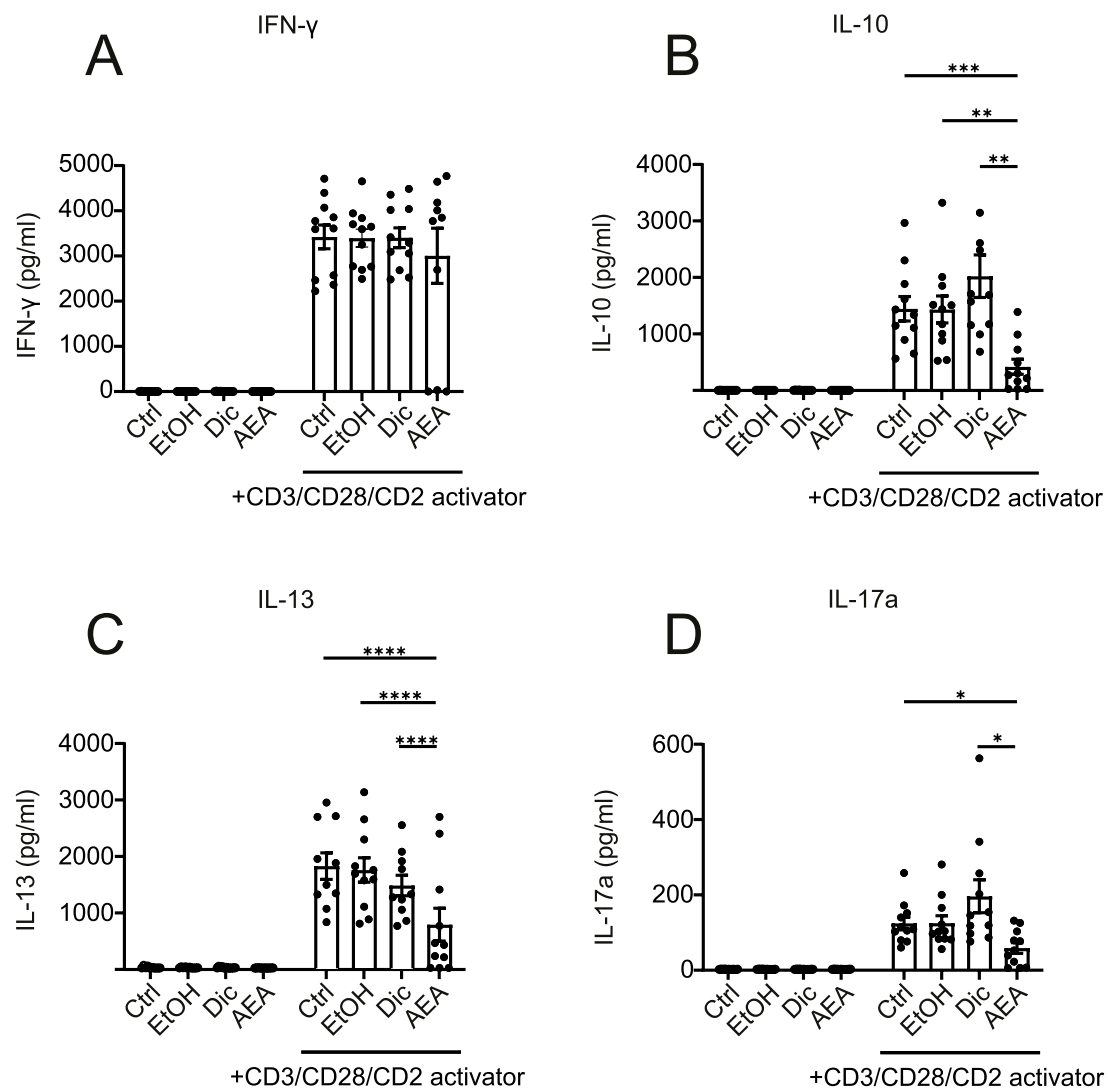 IFN-γ
A
IFN-γ (pg/ml)
5000
4000
3000
2000
1000
0
Ctrl
EtOH
Dic
AEA
Ctrl
EtOH
Dic
AEA
+CD3/CD28/CD2 activator
IL-10
B
***
**
**
IL-10 (pg/ml)
4000
3000
2000
1000
Ctrl
EtOH
Dic
AEA
Ctrl
EtOH
Dic
AEA
+CD3/CD28/CD2 activator
IL-13
C
****
****
****
IL-13 (pg/ml)
4000
3000
2000
1000
Ctrl
EtOH
Dic
AEA
Ctrl
EtOH
Dic
AEA
+CD3/CD28/CD2 activator
IL-17a
D
*
*
IL-17a (pg/ml)
600
400
200
0
Ctrl
EtOH
Dic
AEA
Ctrl
EtOH
Dic
AEA
+CD3/CD28/CD2 activator